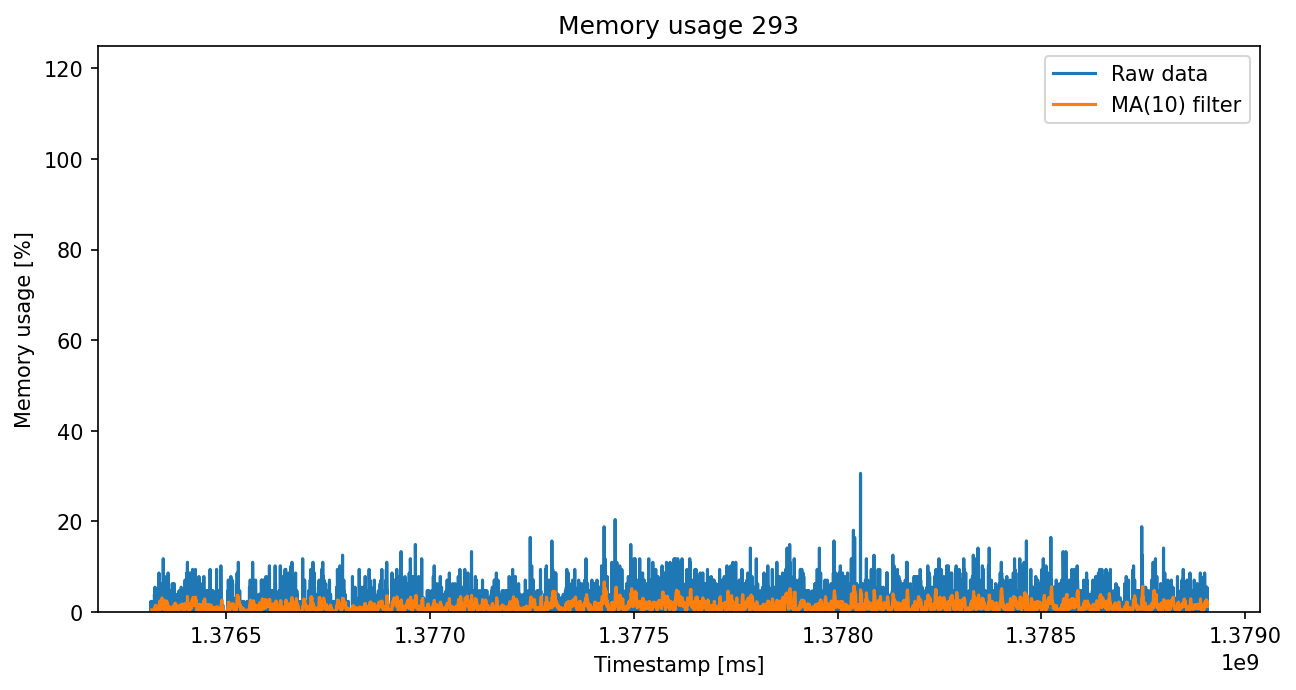 Memory usage 293
Raw data
MA(10) filter
Memory usage [%]
120
100
80
60
40
20
0
1.3765 1.3770 1.3775 1.3780 1.3785 1.3790
1e9
Timestamp [ms]